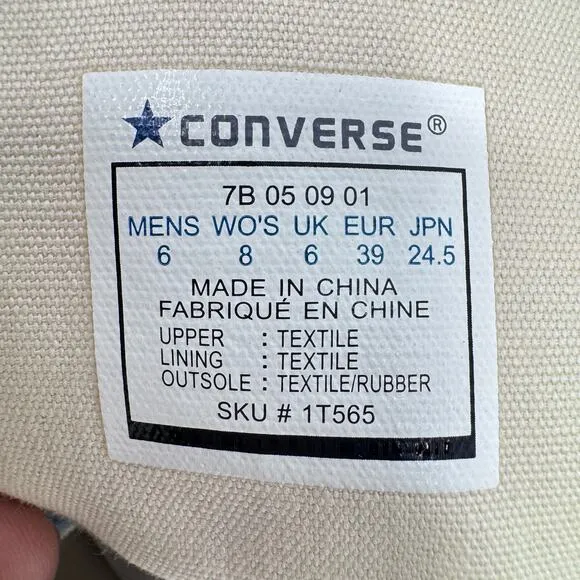 CONVERSE®
7B 05 09 01
MENS WO'S UK EUR JPN
6 8 6 39 24.5
MADE IN CHINA
FABRIQUÉ EN CHINE
UPPER : TEXTILE
LINING : TEXTILE
OUTSOLE : TEXTILE/RUBBER
SKU # 1T565